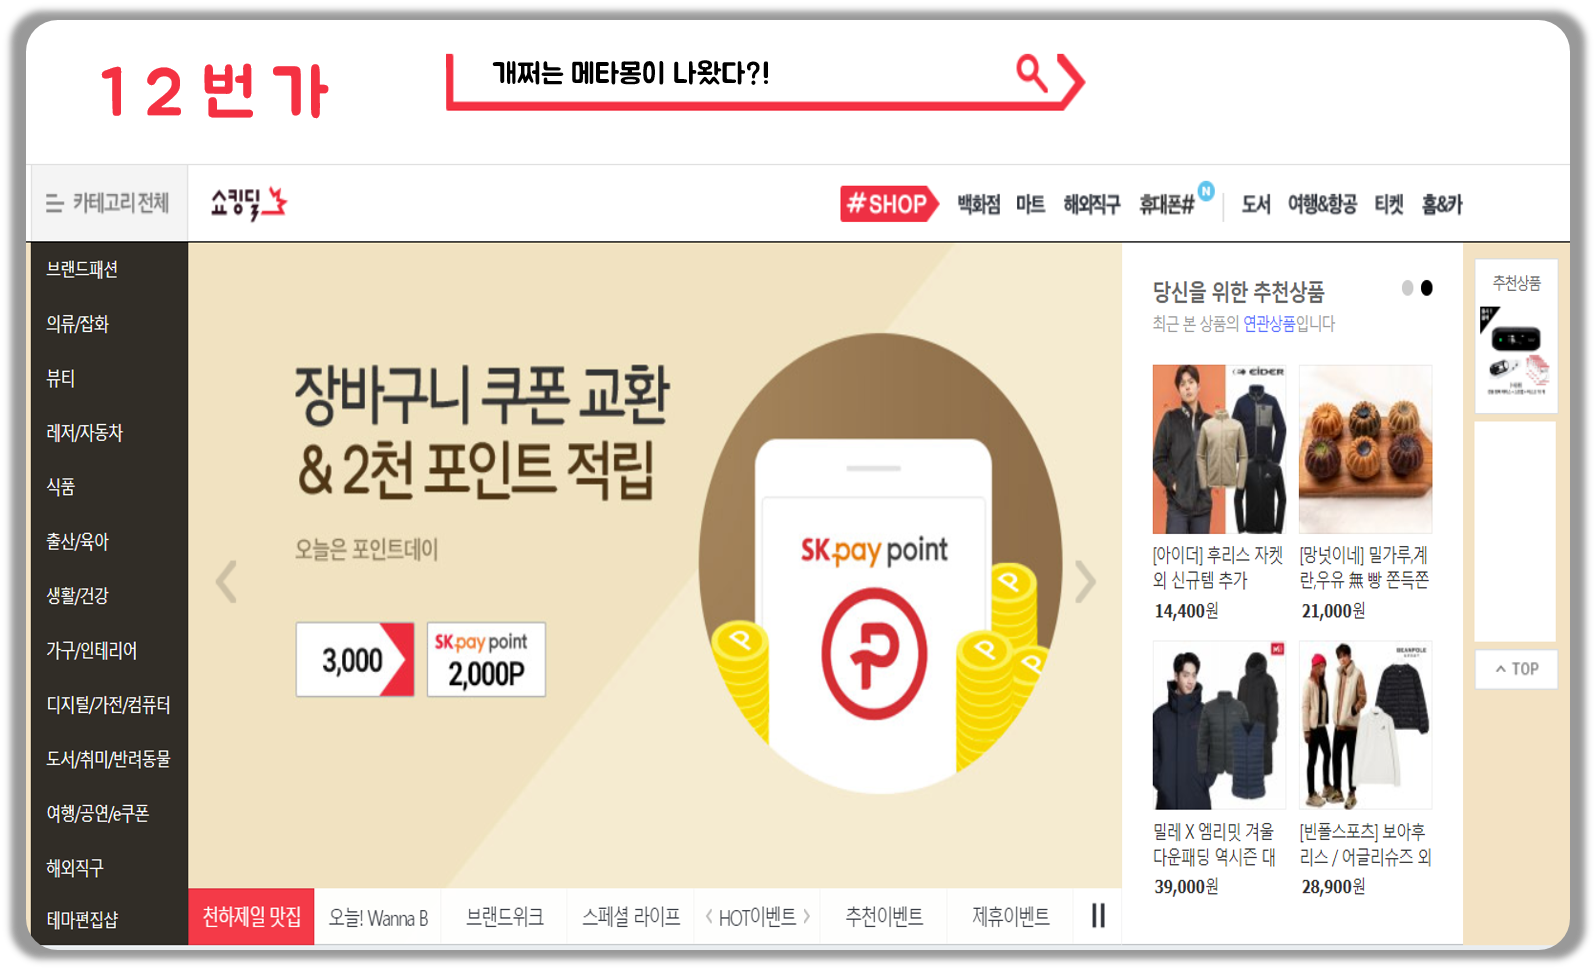 12번가
개쩌는 메타몽이 나왔다?!
카테고리 전체
쇼킹딜
#SHOP
백화점
마트
해외직구
휴대폰#
N
도서
여행&항공
티켓
홈&카
브랜드패션
의류/잡화
뷰티
레저/자동차
식품
출산/육아
생활/건강
가구/인테리어
디지털/가전/컴퓨터
도서/취미/반려동물
여행/공연/e쿠폰
해외직구
테마편집샵
장바구니 쿠폰 교환
& 2천 포인트 적립
오늘은 포인트데이
3,000
SK pay point
2,000P
SK pay point
P
P
P
P
P
당신을 위한 추천상품
최근 본 상품의 연관상품입니다
EIDER
[아이더] 후리스 자켓
외 신규템 추가
14,400원
[망넛이네] 밀가루,계
란,우유 無 빵 쫀득쫀
21,000원
M
밀레 X 엠리밋 겨울
다운패딩 역시즌 대
39,000원
BEANPOLE
[빈폴스포츠] 보아후
리스 / 어글리슈즈 외
28,900원
추천상품
TOP
천하제일 맛집
오늘! Wanna B
브랜드위크
스페셜 라이프
HOT이벤트
추천이벤트
제휴이벤트